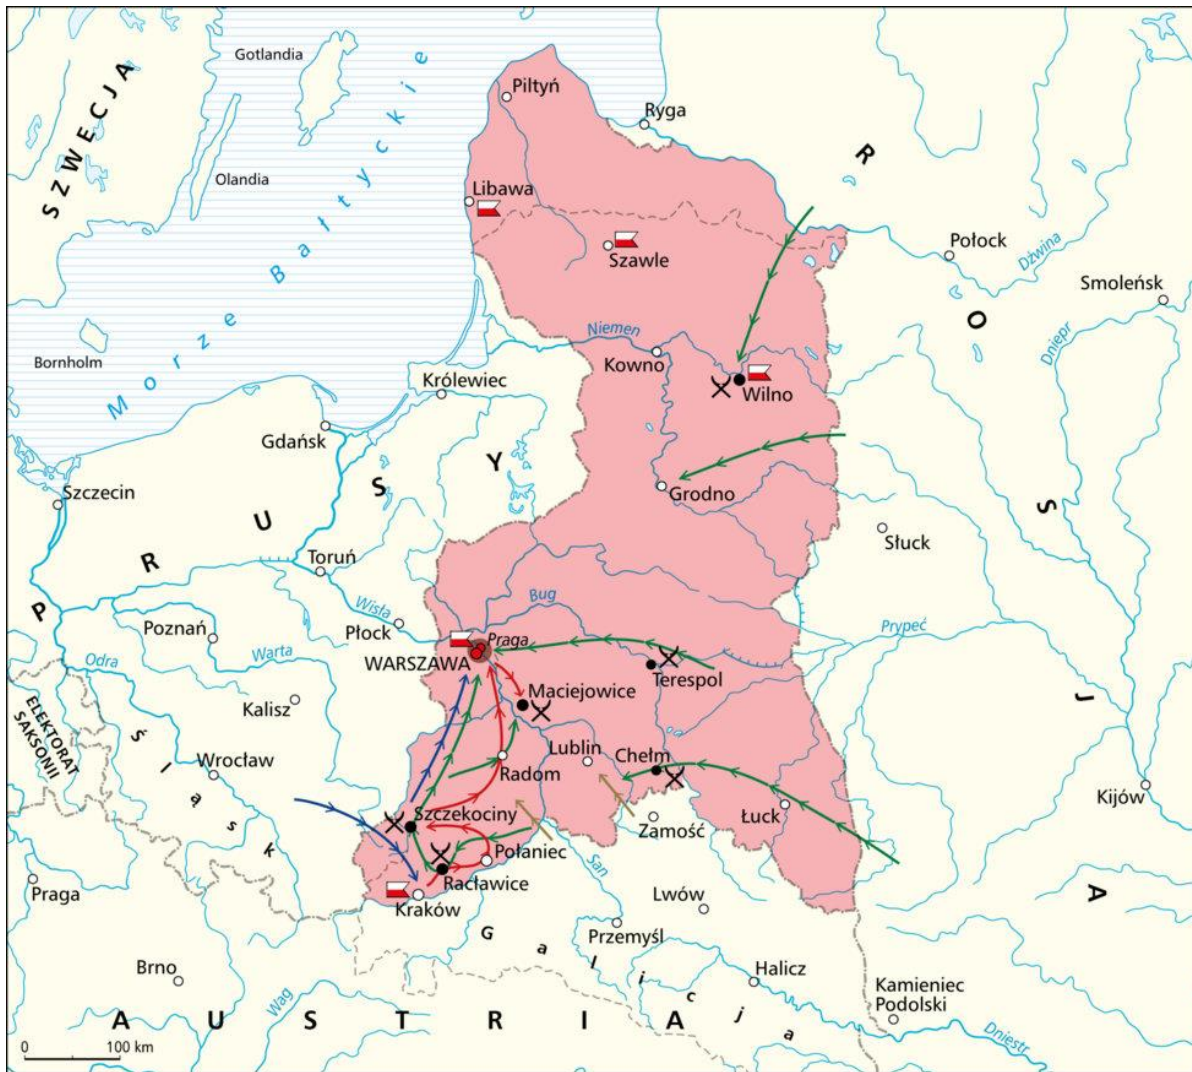 Gotlandia
SZWECJA
Olandia
Bornholm
Morze Bałtyckie
Piltyń
Ryga
Libawa
Szawle
Połock
Dźwina
Smoleńsk
Dniepr
Niemen
Kowno
Wilno
Królewiec
Gdańsk
Szczecin
Grodno
Słuck
PRUSY
ROSJA
Toruń
Wisła
Płock
Bug
Prypeć
Poznań
Warta
Odra
Praga
WARSZAWA
Terespol
Maciejowice
Kalisz
ELEKTORAT
SAKSONII
Śląsk
Wrocław
Lublin
Chełm
Radom
Szczekociny
Zamość
Łuck
Kijów
Połaniec
San
Racławice
Kraków
Praga
Lwów
Przemyśl
Galicja
Halicz
Brno
Wag
Kamieniec
Podolski
Dniestr
AUSTRIA
0 100 km